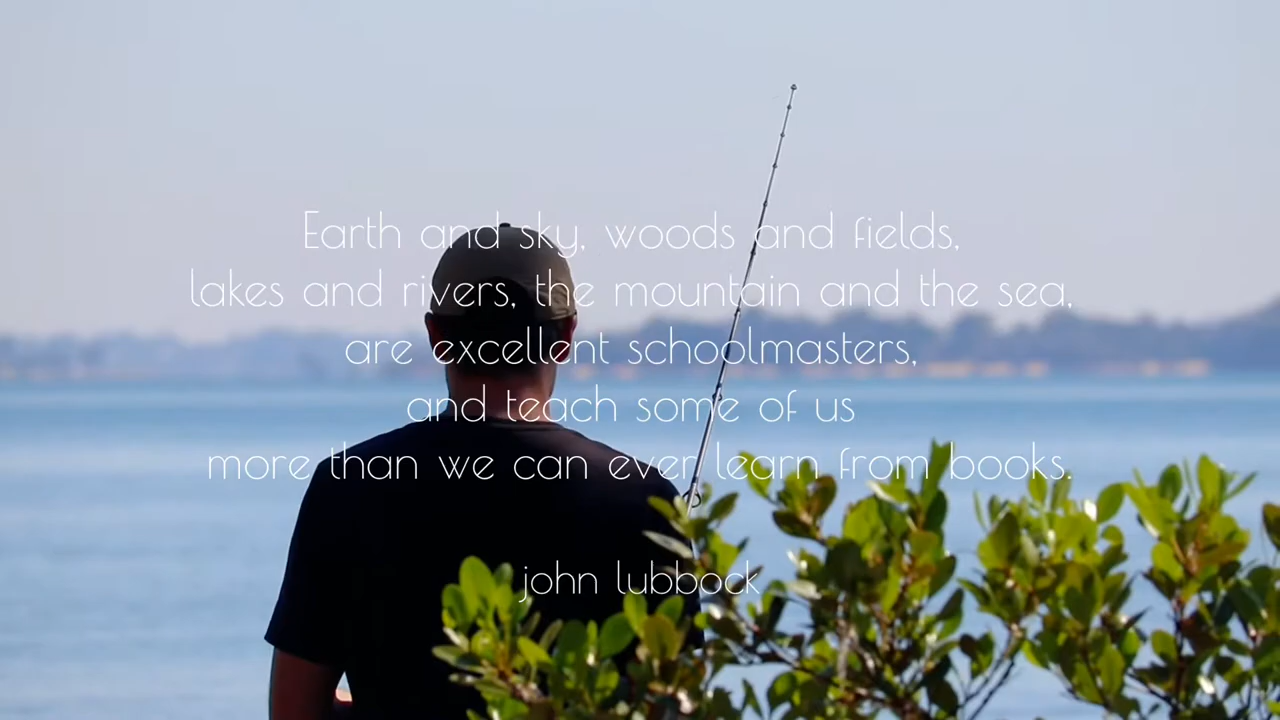 Earth and sky, woods and fields,
lakes and rivers, the mountain and the sea,
are excellent schoolmasters,
and teach some of us
more than we can ever learn from books.
john lubbock